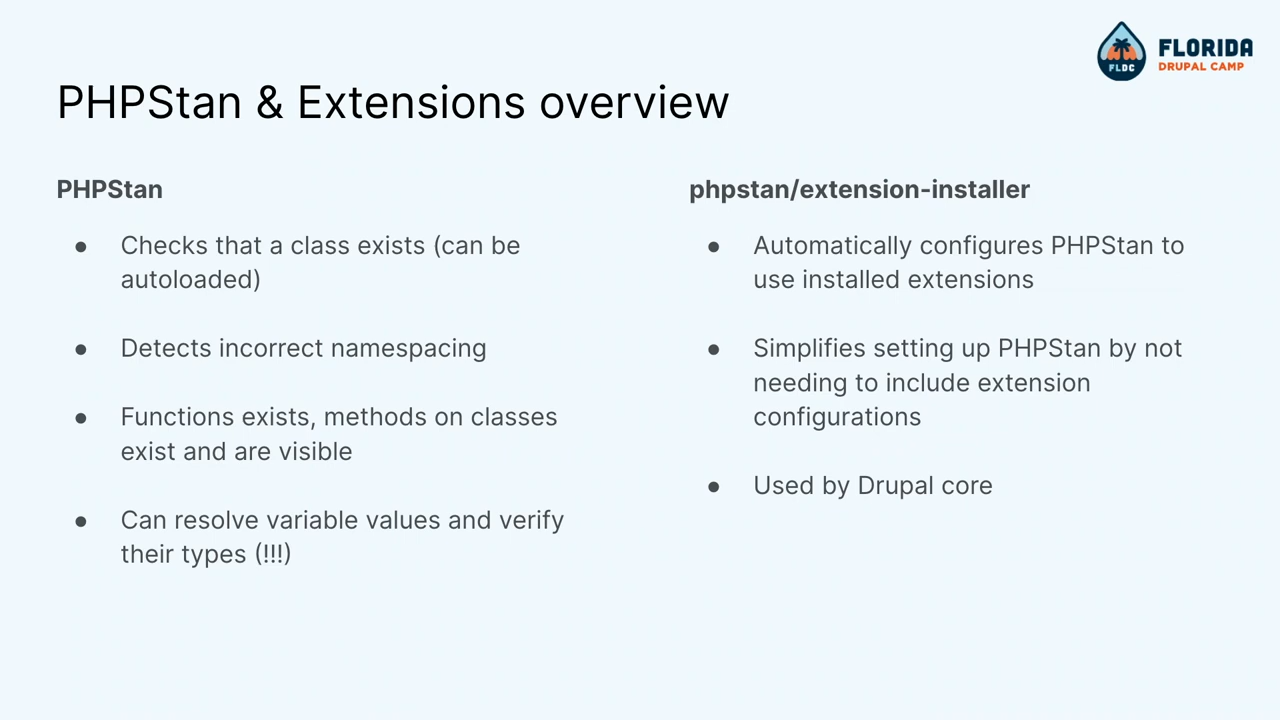 FLDC
FLORIDA
DRUPAL CAMP
PHPStan & Extensions overview
PHPStan
● Checks that a class exists (can be
autoloaded)
● Detects incorrect namespacing
● Functions exists, methods on classes
exist and are visible
● Can resolve variable values and verify
their types (!!!)
phpstan/extension-installer
● Automatically configures PHPStan to
use installed extensions
● Simplifies setting up PHPStan by not
needing to include extension
configurations
● Used by Drupal core